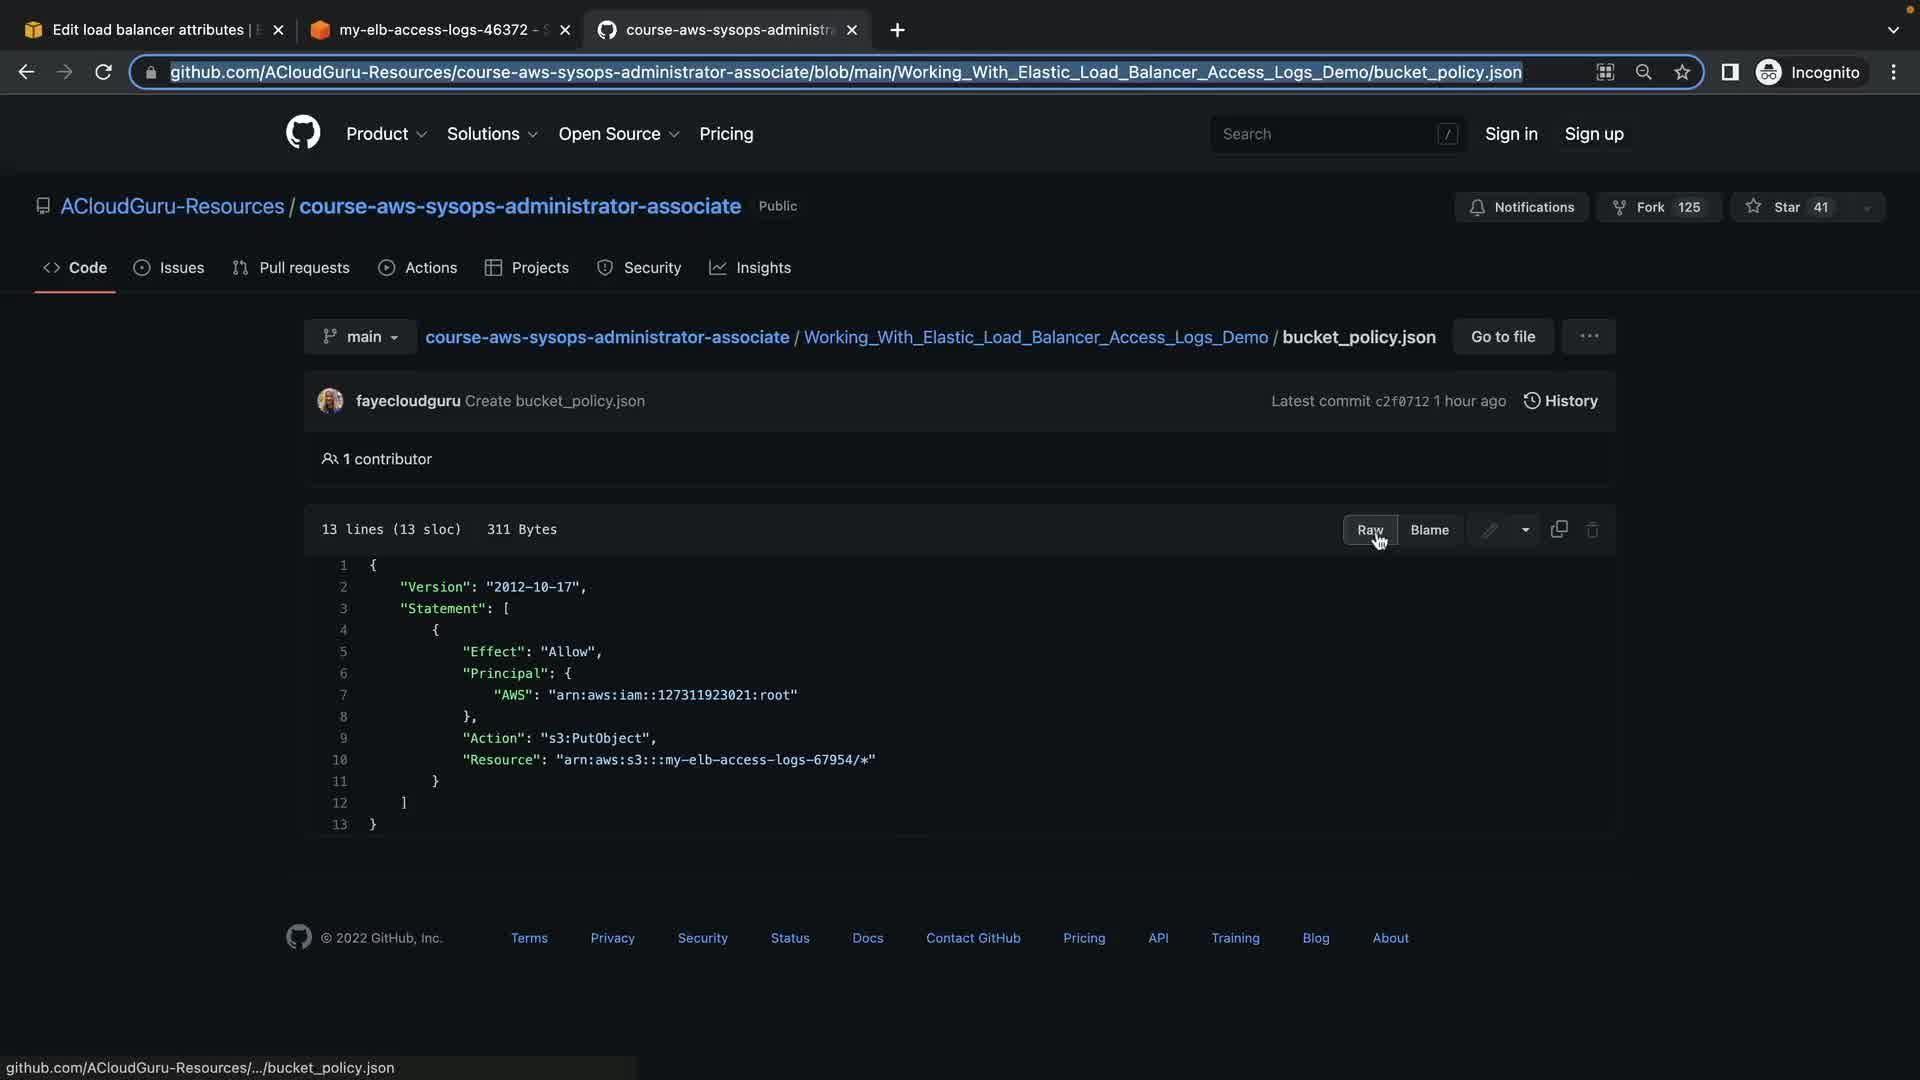 Edit load balancer attributes |
my-elb-access-logs-46372 -
course-aws-sysops-administra
github.com/ACloudGuru-Resources/course-aws-sysops-administrator-associate/blob/main/Working_With_Elastic_Load_Balancer_Access_Logs_Demo/bucket_policy.json
Incognito
Product
Solutions
Open Source
Pricing
Search
/
Sign in
Sign up
ACloudGuru-Resources / course-aws-sysops-administrator-associate
Public
Notifications
Fork 125
Star 41
Code
Issues
Pull requests
Actions
Projects
Security
Insights
main
course-aws-sysops-administrator-associate / Working_With_Elastic_Load_Balancer_Access_Logs_Demo / bucket_policy.json
Go to file
...
fayecloudguru Create bucket_policy.json
Latest commit c2f0712 1 hour ago
History
1 contributor
13 lines (13 sloc)
311 Bytes
Raw
Blame
1 {
2 "Version": "2012-10-17",
3 "Statement": [
4 {
5 "Effect": "Allow",
6 "Principal": {
7 "AWS": "arn:aws:iam::127311923021:root"
8 },
9 "Action": "s3:PutObject",
10 "Resource": "arn:aws:s3:::my-elb-access-logs-67954/*"
11 }
12 ]
13 }
© 2022 GitHub, Inc.
Terms
Privacy
Security
Status
Docs
Contact GitHub
Pricing
API
Training
Blog
About
github.com/ACloudGuru-Resources/.../bucket_policy.json